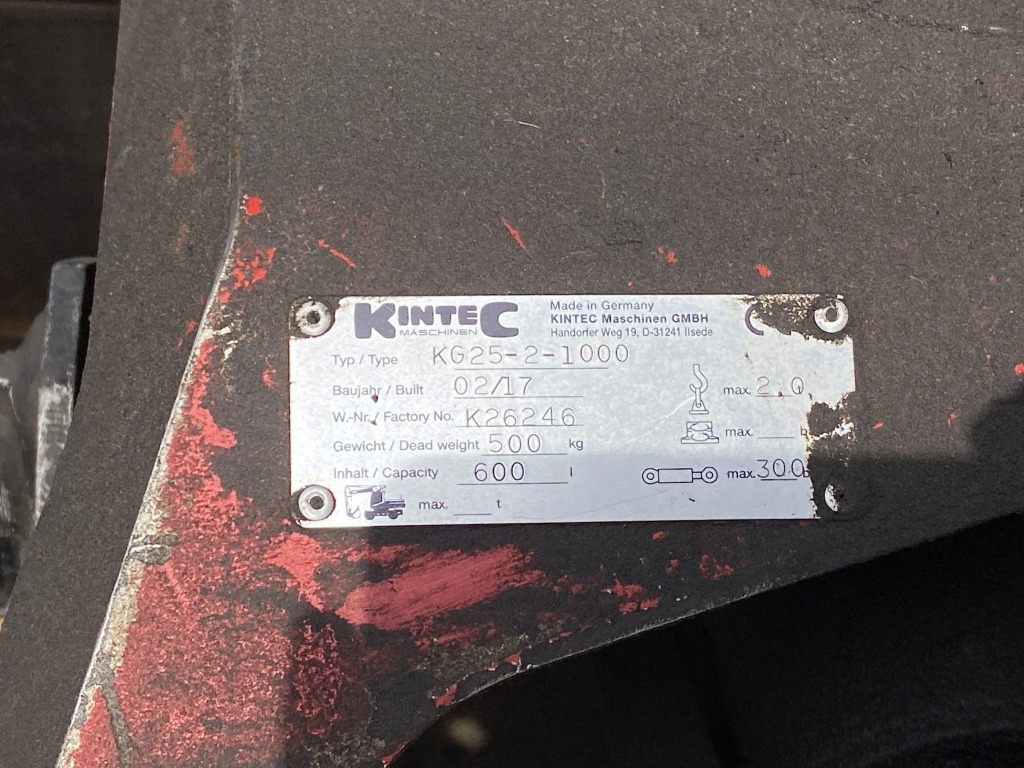 KINTEC
MASCHINEN
Made in Germany
KINTEC Maschinen GMBH
Handorfer Weg 19, D-31241 Ilsede
Typ / Type KG25-2-1000
Baujahr / Built 02/17
W.-Nr. / Factory No. K26246
Gewicht / Dead weight 500 kg
Inhalt / Capacity 600 l
max. t
max. 2.0
max. b
max. 300 b